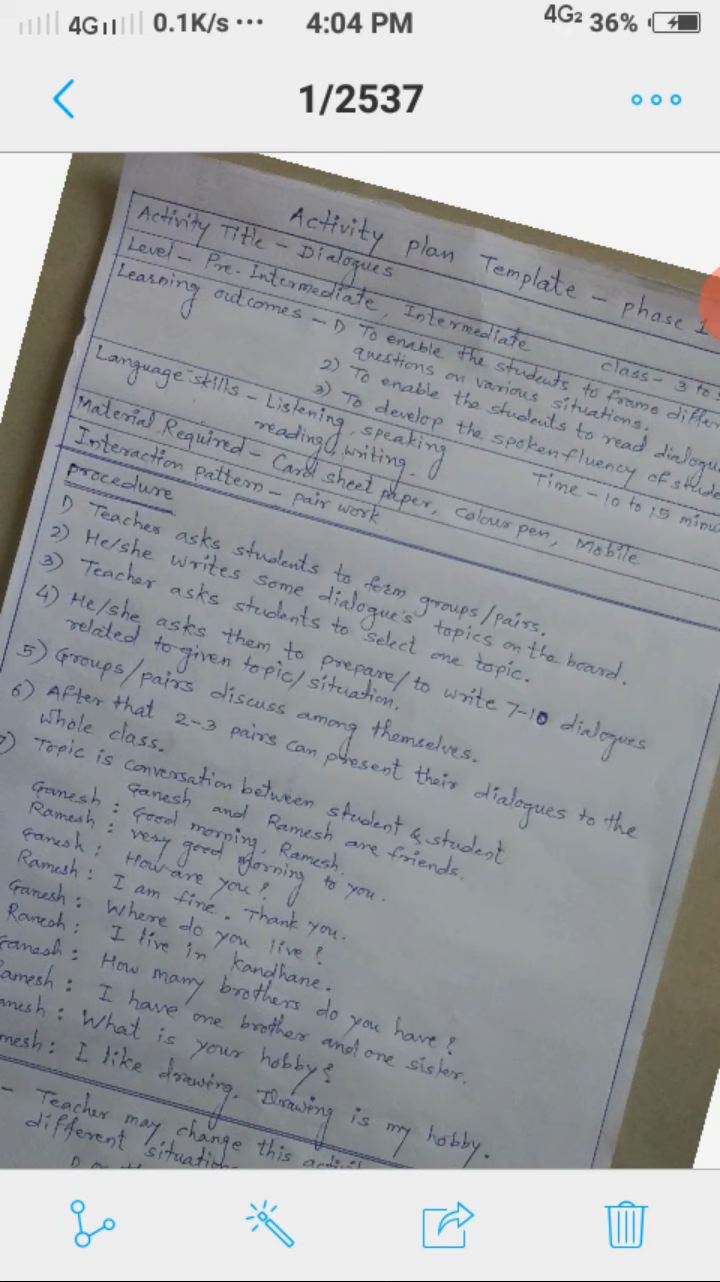 4G 0.1K/s ... 4:04 PM 4G2 36%
1/2537
Activity Plan Template - phase 1
Activity Title - Dialogues
Level - Pre. Intermediate, Intermediate class - 3 to
Learning outcomes - 1) To enable the students to frame differ
questions on various situations.
2) To enable the students to read dialogu
3) To develop the spoken fluency of stude
Language skills - Listening, speaking
reading, writing. Time - 10 to 15 minu
Material Required - Card sheet paper, Colour pen, Mobile
Interaction pattern - pair work
procedure
1) Teacher asks students to form groups/pairs.
2) He/she writes some dialogue's topics on the board.
3) Teacher asks students to select one topic.
4) He/she asks them to prepare/to write 7-10 dialogues
related to given topic/situation.
5) Groups/pairs discuss among themselves.
6) After that 2-3 pairs can present their dialogues to the
whole class.
7) Topic is conversation between student & student
Ganesh and Ramesh are friends.
Ganesh : Good morning, Ramesh.
Ramesh : very good morning to you.
Ganesh : How are you?
Ramesh : I am fine. Thank you.
Ganesh : Where do you live?
Ramesh : I live in Kandhane.
Ganesh : How many brothers do you have?
Ramesh : I have one brother and one sister.
anesh : What is your hobby?
mesh : I like drawing. Drawing is my hobby.
- Teacher may change this activi
different situation